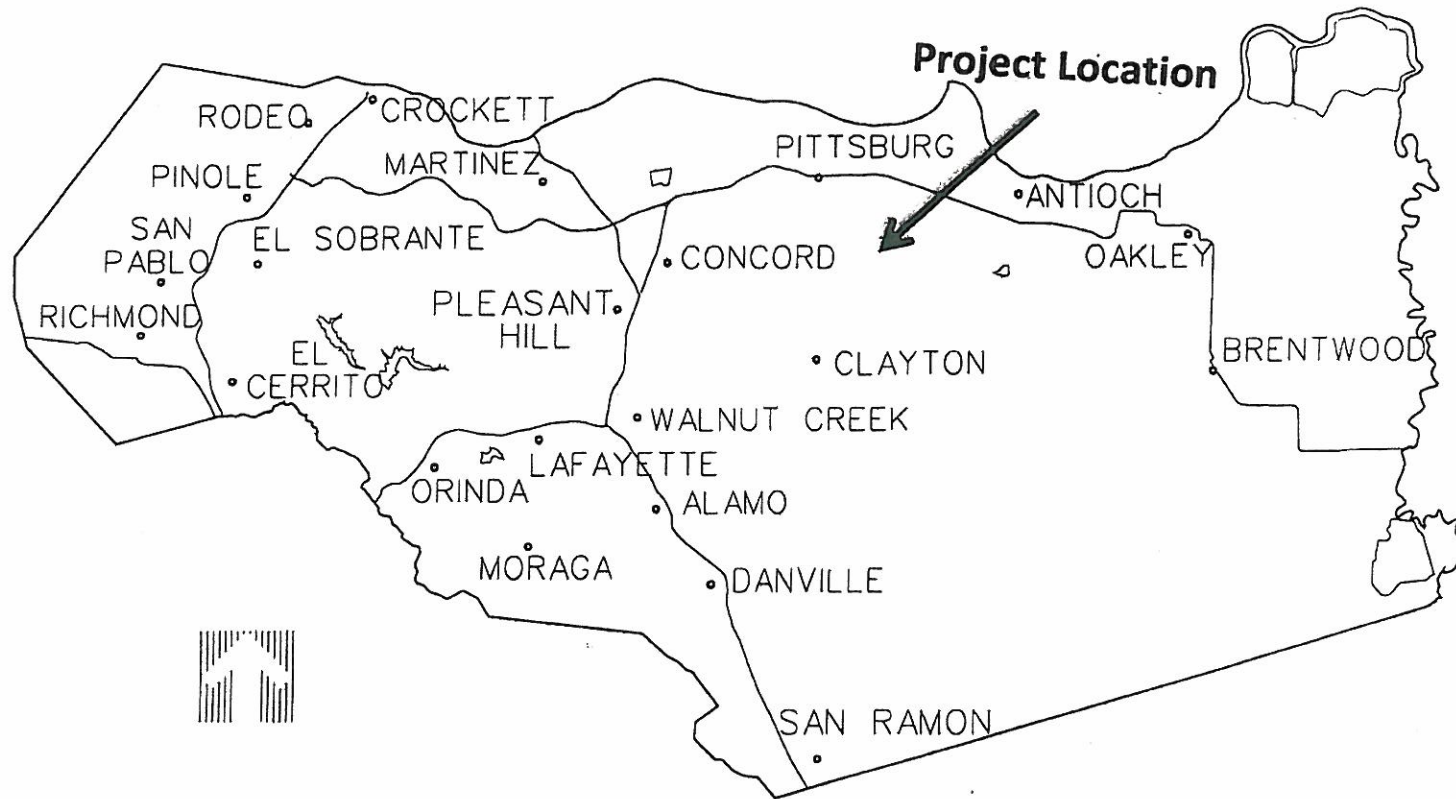 Project Location
RODEO
CROCKETT
MARTINEZ
PITTSBURG
PINOLE
ANTIOCH
SAN
PABLO
EL SOBRANTE
CONCORD
OAKLEY
RICHMOND
PLEASANT
HILL
EL
CERRITO
CLAYTON
BRENTWOOD
WALNUT CREEK
LAFAYETTE
ORINDA
ALAMO
MORAGA
DANVILLE
SAN RAMON